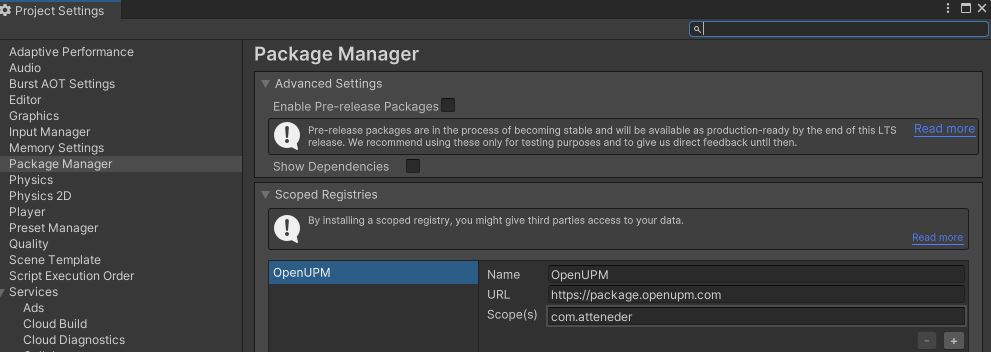 Project Settings
Adaptive Performance
Audio
Burst AOT Settings
Editor
Graphics
Input Manager
Memory Settings
Package Manager
Physics
Physics 2D
Player
Preset Manager
Quality
Scene Template
Script Execution Order
Services
Ads
Cloud Build
Cloud Diagnostics
Package Manager
Advanced Settings
Enable Pre-release Packages
Pre-release packages are in the process of becoming stable and will be available as production-ready by the end of this LTS
release. We recommend using these only for testing purposes and to give us direct feedback until then.
Read more
Show Dependencies
Scoped Registries
By installing a scoped registry, you might give third parties access to your data.
Read more
OpenUPM
Name OpenUPM
URL https://package.openupm.com
Scope(s) com.atteneder
- +